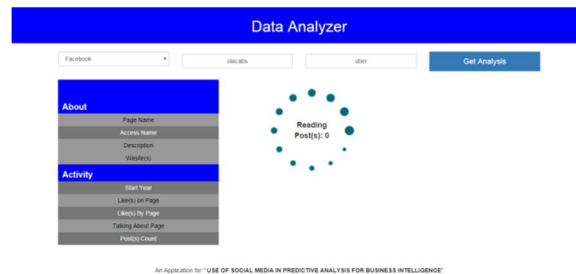 Data Analyzer
Facebook
olacabs
uber
Get Analysis
About
Page Name
Access Name
Description
Wesite(s)
Activity
Start Year
Like(s) on Page
Like(s) By Page
Talking About Page
Post(s) Count
Reading
Post(s): 0
An Application for " USE OF SOCIAL MEDIA IN PREDICTIVE ANALYSIS FOR BUSINESS INTELLIGENCE"